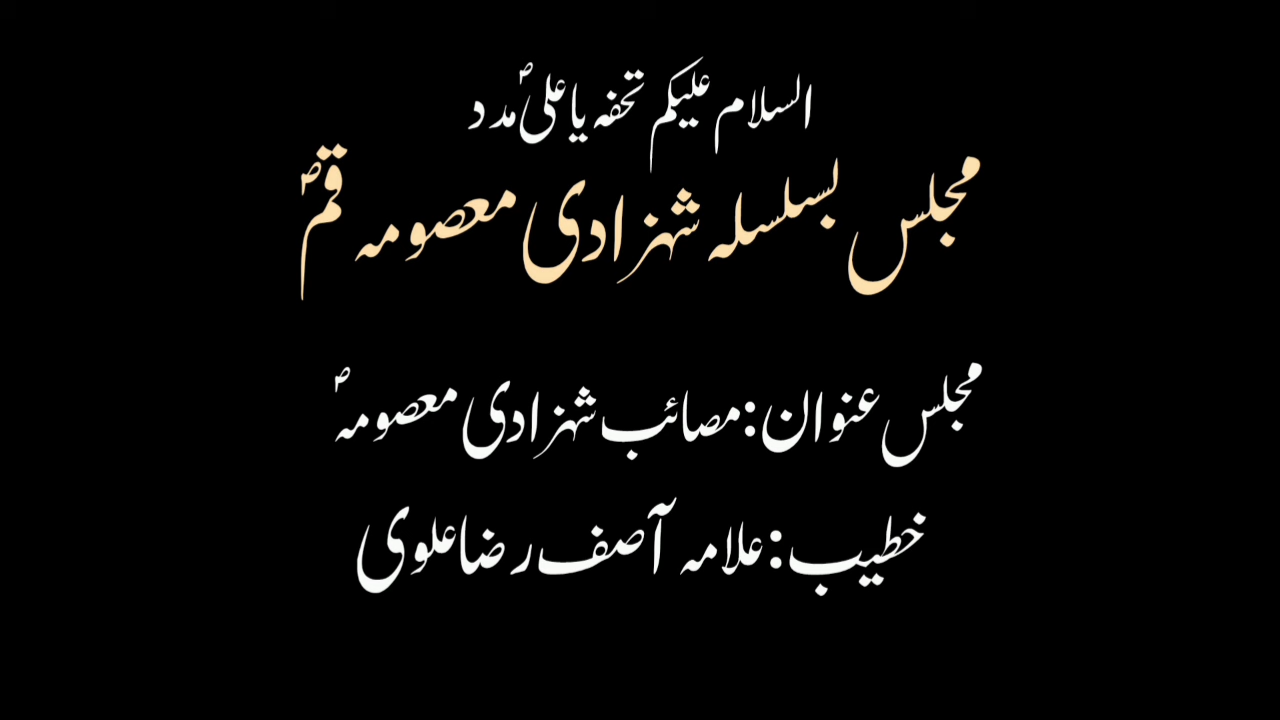 السلام علیکم تحفہ یا علیؑ مدد
مجلس بسلسلہ شہزادی معصومہ قمؐ
مجلس عنوان: مصائب شہزادی معصومہؐ
خطیب: علامہ آصف رضا علوی